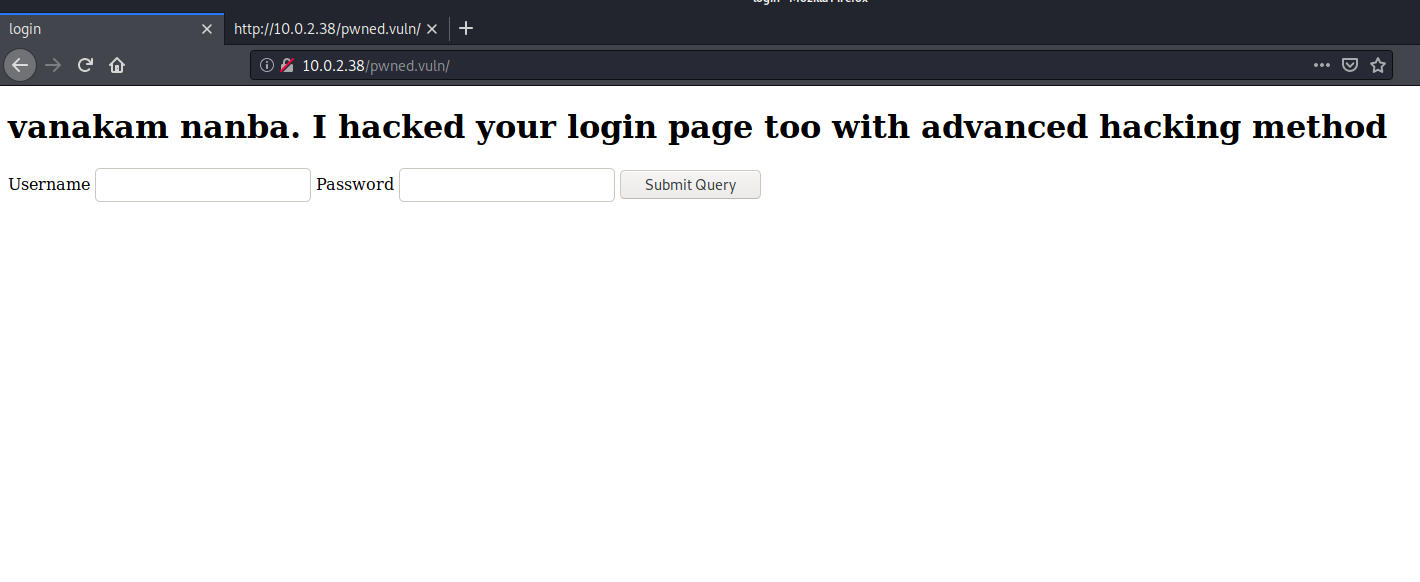 login - Mozilla Firefox
login http://10.0.2.38/pwned.vuln/
10.0.2.38/pwned.vuln/
vanakam nanba. I hacked your login page too with advanced hacking method
Username Password Submit Query